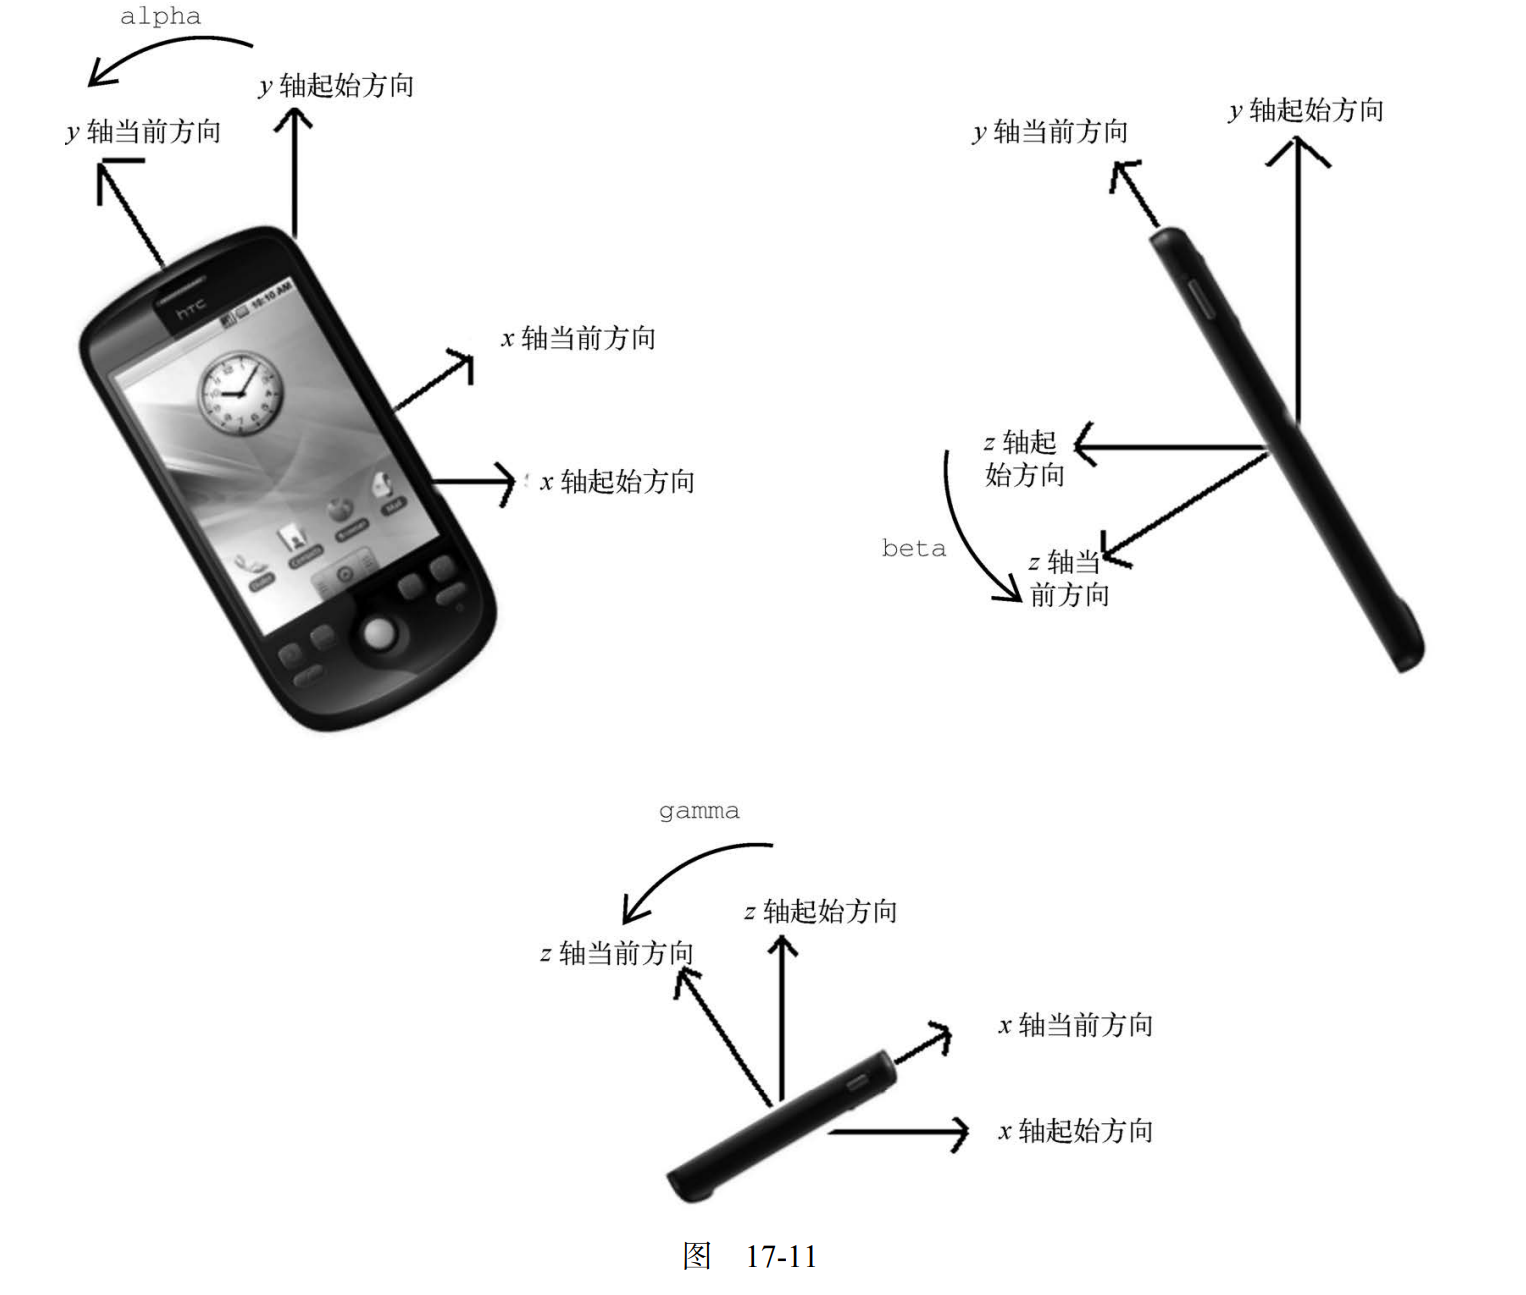 alpha
y 轴起始方向
y 轴当前方向
hTC
10:10 AM
x 轴当前方向
x 轴起始方向
y 轴起始方向
y 轴当前方向
z 轴起
始方向
beta
z 轴当
前方向
gamma
z 轴起始方向
z 轴当前方向
x 轴当前方向
x 轴起始方向
图 17-11